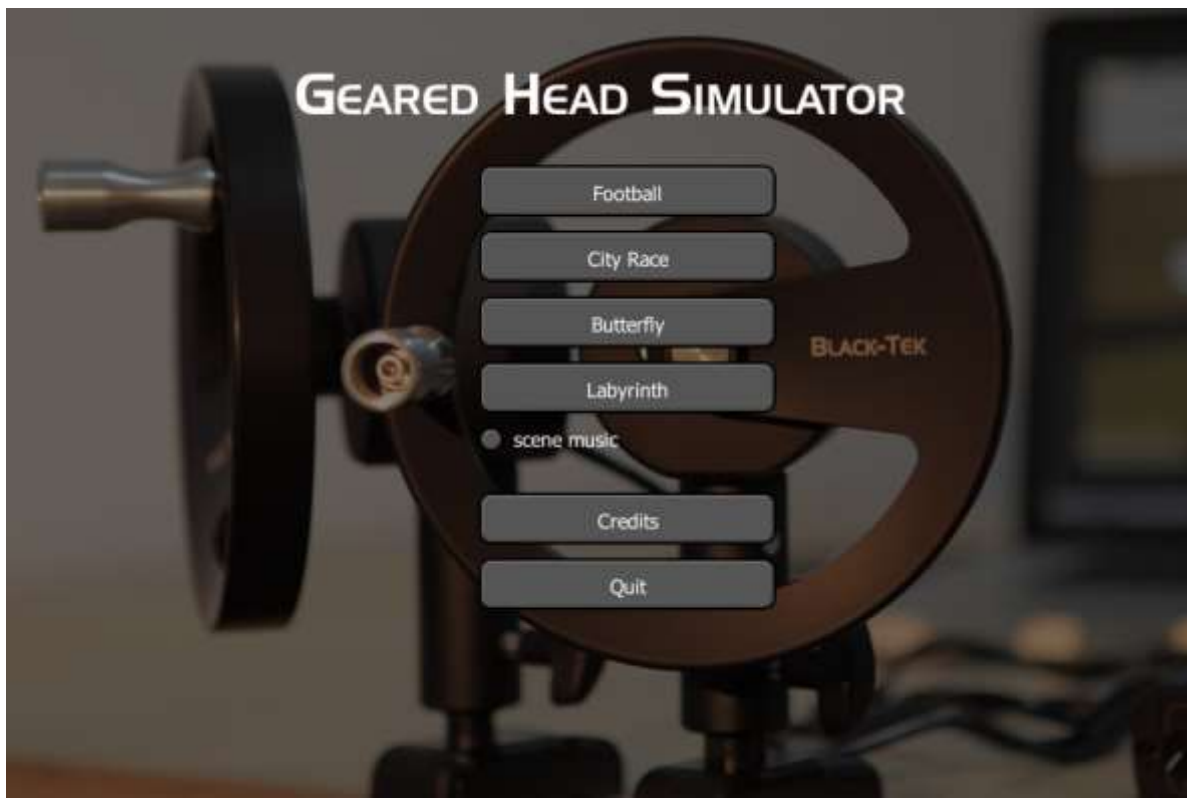 GEARED HEAD SIMULATOR
Football
City Race
Butterfly
BLACK-TEK
Labyrinth
scene music
Credits
Quit